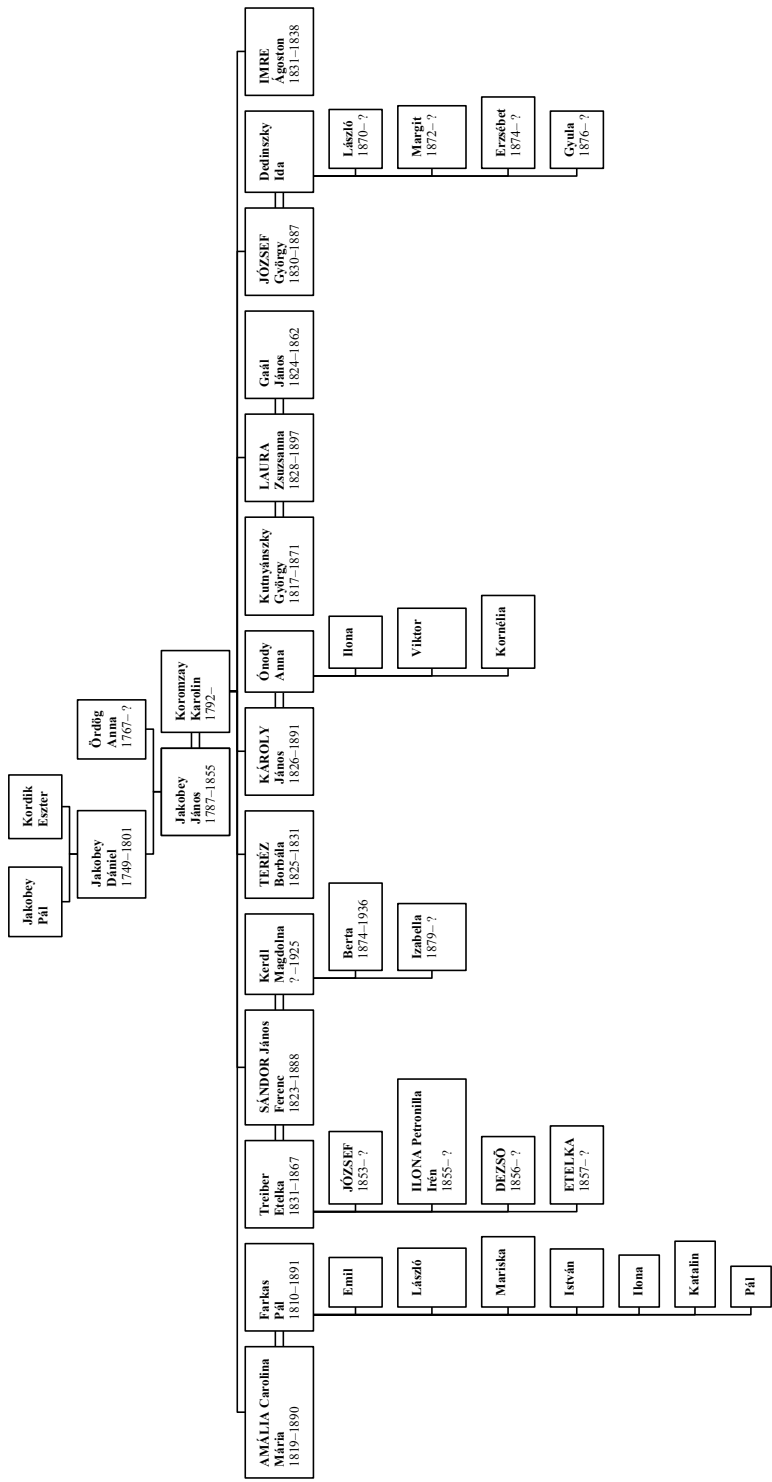 Jakobey
Pál
Kordik
Eszter
Jakobey
Dániel
1749–1801
Ördög
Anna
1767– ?
Jakobey
János
1787–1855
Koromzay
Karolin
1792–
AMÁLIA Carolina
Mária
1819–1890
Farkas
Pál
1810–1891
Treiber
Etelka
1831–1867
SÁNDOR János
Ferenc
1823–1888
Kerdl
Magdolna
? –1925
TERÉZ
Borbála
1825–1831
KÁROLY
János
1826–1891
Ónody
Anna
Kutnyánszky
György
1817–1871
LAURA
Zsuzsanna
1828–1897
Gaál
János
1824–1862
JÓZSEF
György
1830–1887
Dedinszky
Ida
IMRE
Ágoston
1831–1838
Emil
László
Mariska
István
Ilona
Katalin
Pál
JÓZSEF
1853– ?
ILONA Petronilla
Irén
1855– ?
DEZSŐ
1856– ?
ETELKA
1857– ?
Berta
1874–1936
Izabella
1879– ?
Ilona
Viktor
Kornélia
László
1870– ?
Margit
1872– ?
Erzsébet
1874– ?
Gyula
1876– ?